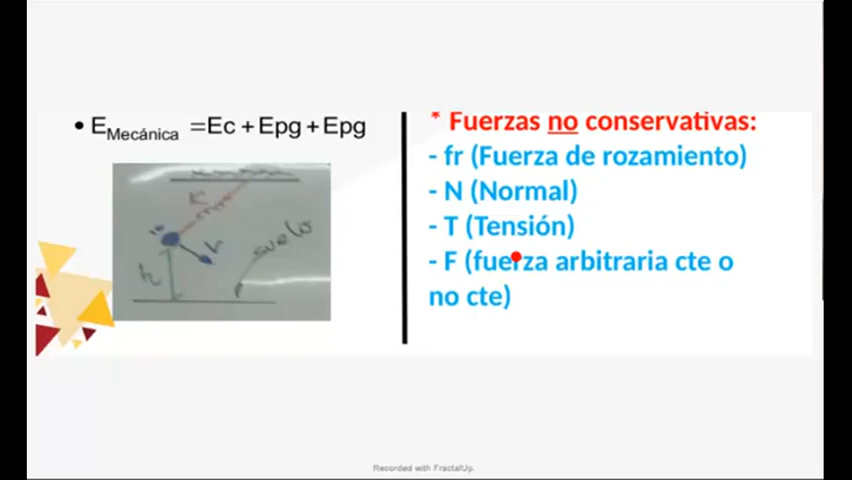 • E Mecánica =Ec + Epg + Epg
K
m
v
h
suelo
* Fuerzas no conservativas:
- fr (Fuerza de rozamiento)
- N (Normal)
- T (Tensión)
- F (fuerza arbitraria cte o
no cte)
Recorded with FractalUp.